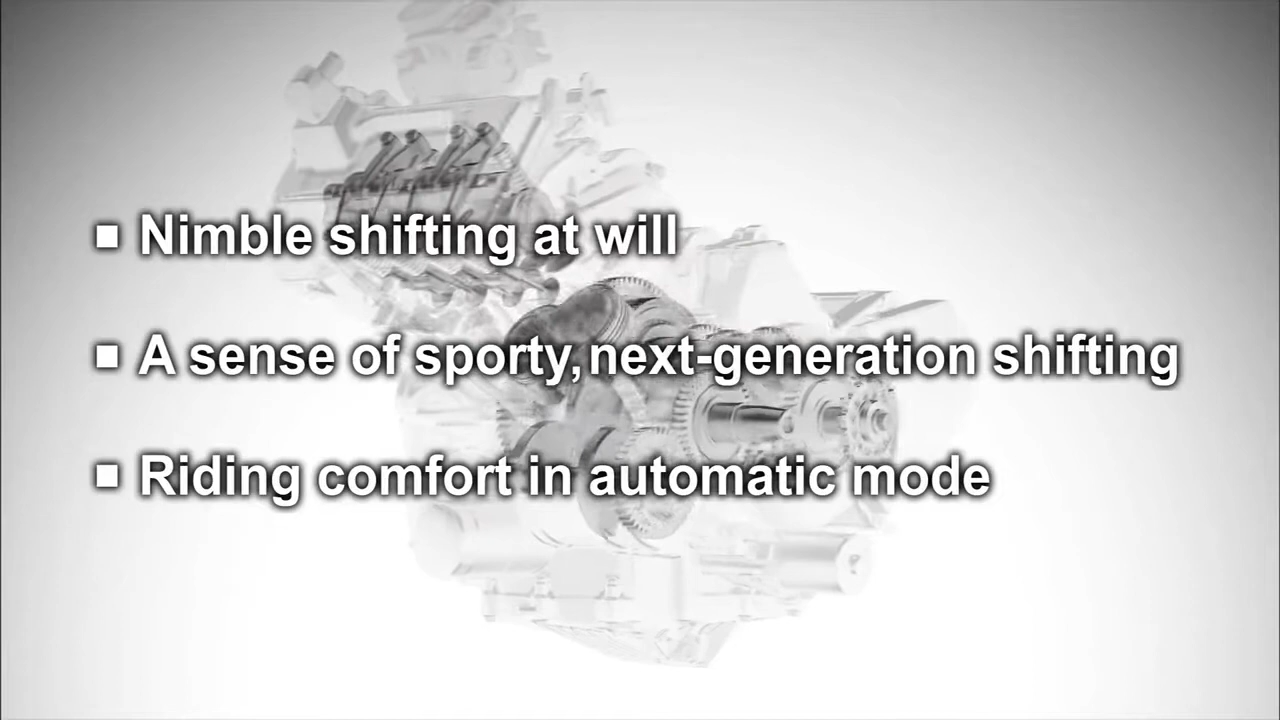 ▪ Nimble shifting at will
▪ A sense of sporty,next-generation shifting
▪ Riding comfort in automatic mode